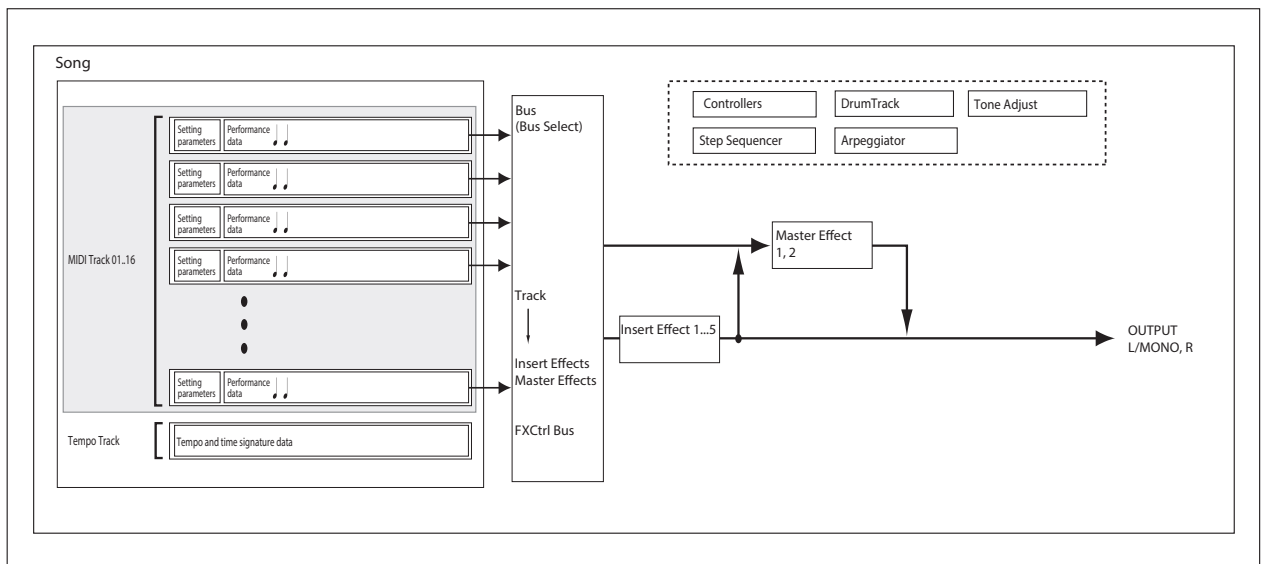 Song
MIDI Track 01..16
Setting
parameters
Performance
data
Setting
parameters
Performance
data
Setting
parameters
Performance
data
Setting
parameters
Performance
data
Setting
parameters
Performance
data
Tempo Track
Tempo and time signature data
Bus
(Bus Select)
Track
Insert Effects
Master Effects
FXCtrl Bus
Controllers
DrumTrack
Tone Adjust
Step Sequencer
Arpeggiator
Master Effect
1, 2
Insert Effect 1...5
OUTPUT
L/MONO, R